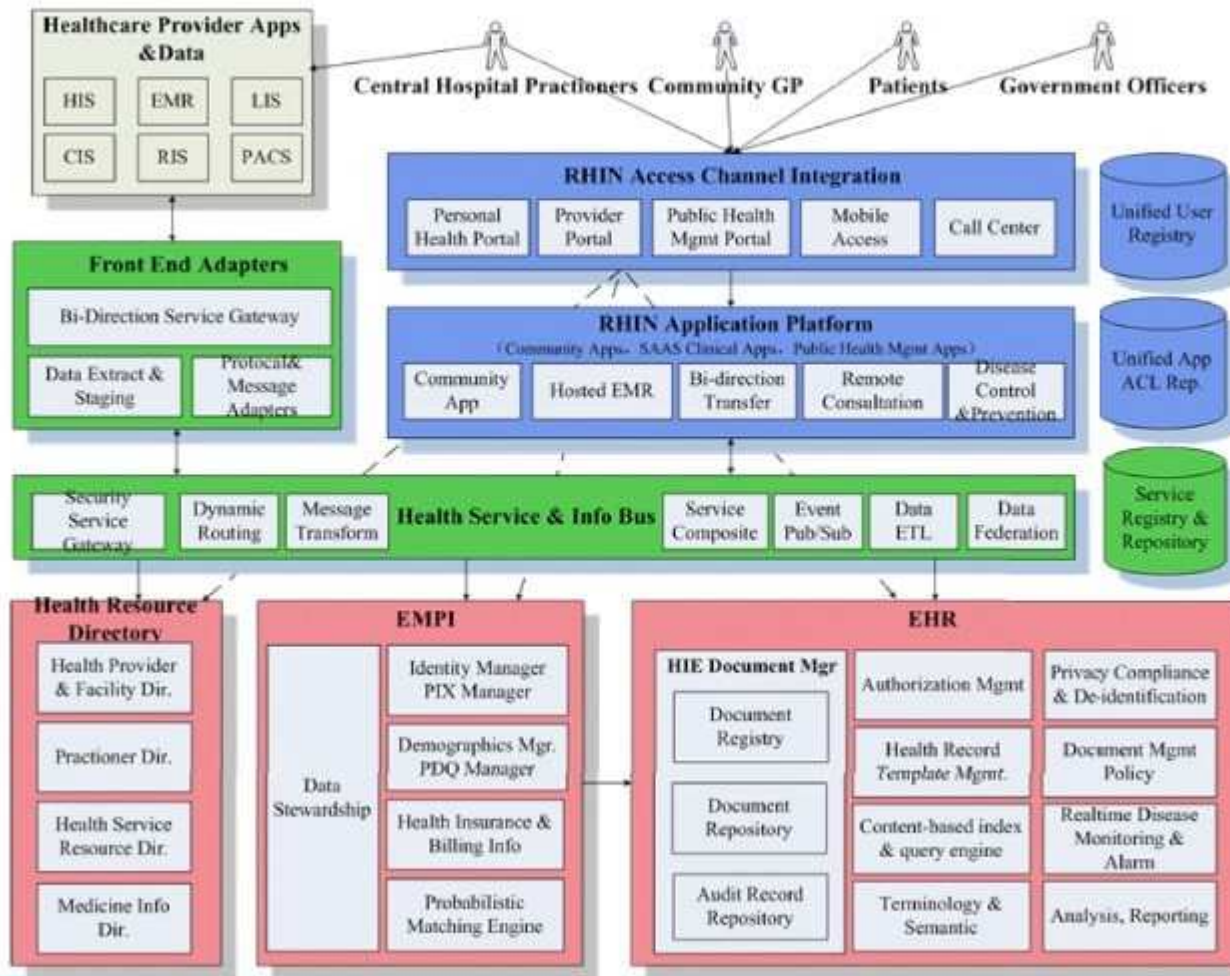 Healthcare Provider Apps
&Data
HIS
EMR
LIS
CIS
RIS
PACS
Central Hospital Practioners
Community GP
Patients
Government Officers
RHIN Access Channel Integration
Personal
Health Portal
Provider
Portal
Public Health
Mgmt Portal
Mobile
Access
Call Center
Unified User
Registry
Front End Adapters
Bi-Direction Service Gateway
Data Extract &
Staging
Protocal&
Message
Adapters
RHIN Application Platform
(Community Apps, SAAS Clinical Apps, Public Health Mgmt Apps)
Community
App
Hosted EMR
Bi-direction
Transfer
Remote
Consultation
Disease
Control
&Prevention
Unified App
ACL Rep.
Security
Service
Gateway
Dynamic
Routing
Message
Transform
Health Service & Info Bus
Service
Composite
Event
Pub/Sub
Data
ETL
Data
Federation
Service
Registry &
Repository
Health Resource
Directory
Health Provider
& Facility Dir.
Practioner Dir.
Health Service
Resource Dir.
Medicine Info
Dir.
EMPI
Data
Stewardship
Identity Manager
PIX Manager
Demographics Mgr.
PDQ Manager
Health Insurance &
Billing Info
Probabilistic
Matching Engine
EHR
HIE Document Mgr
Document
Registry
Document
Repository
Audit Record
Repository
Authorization Mgmt
Health Record
Template Mgmt.
Content-based index
& query engine
Terminology &
Semantic
Privacy Compliance
& De-identification
Document Mgmt
Policy
Realtime Disease
Monitoring &
Alarm
Analysis, Reporting